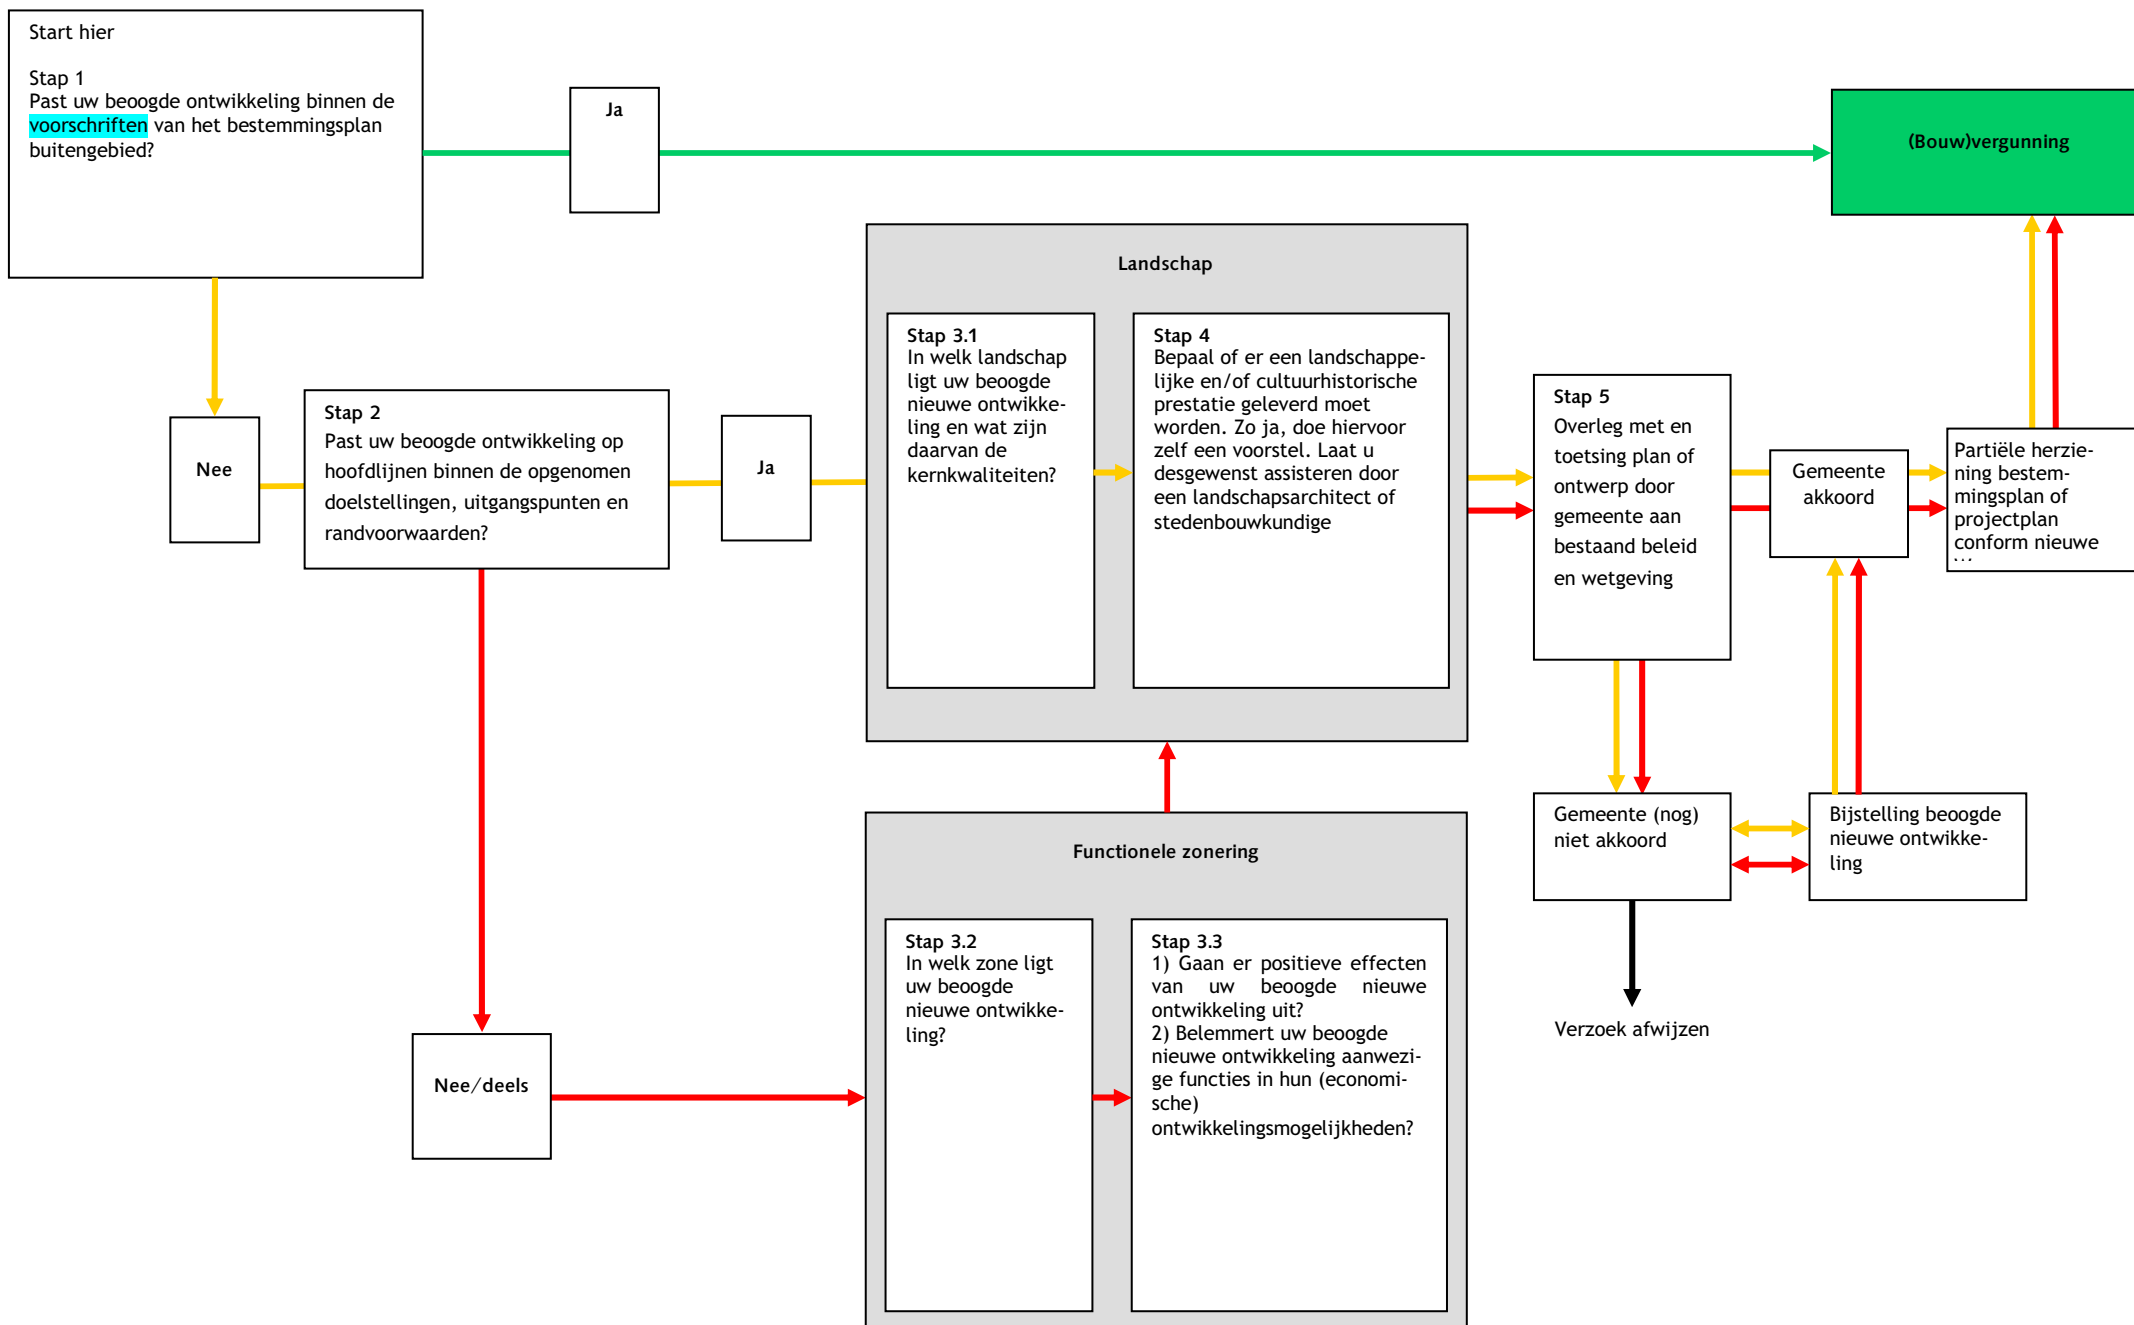 Start hier
Stap 1
Past uw beoogde ontwikkeling binnen de
voorschriften van het bestemmingsplan
buitengebied?
Ja
(Bouw)vergunning
Nee
Stap 2
Past uw beoogde ontwikkeling op
hoofdlijnen binnen de opgenomen
doelstellingen, uitgangspunten en
randvoorwaarden?
Ja
Landschap
Stap 3.1
In welk landschap
ligt uw beoogde
nieuwe ontwikke-
ling en wat zijn
daarvan de
kernkwaliteiten?
Stap 4
Bepaal of er een landschappe-
lijke en/of cultuurhistorische
prestatie geleverd moet
worden. Zo ja, doe hiervoor
zelf een voorstel. Laat u
desgewenst assisteren door
een landschapsarchitect of
stedenbouwkundige
Stap 5
Overleg met en
toetsing plan of
ontwerp door
gemeente aan
bestaand beleid
en wetgeving
Gemeente
akkoord
Partiële herzie-
ning bestem-
mingsplan of
projectplan
conform nieuwe
Gemeente (nog)
niet akkoord
Bijstelling beoogde
nieuwe ontwikke-
ling
Verzoek afwijzen
Nee/deels
Functionele zonering
Stap 3.2
In welk zone ligt
uw beoogde
nieuwe ontwikke-
ling?
Stap 3.3
1) Gaan er positieve effecten
van uw beoogde nieuwe
ontwikkeling uit?
2) Belemmert uw beoogde
nieuwe ontwikkeling aanwezi-
ge functies in hun (economi-
sche)
ontwikkelingsmogelijkheden?